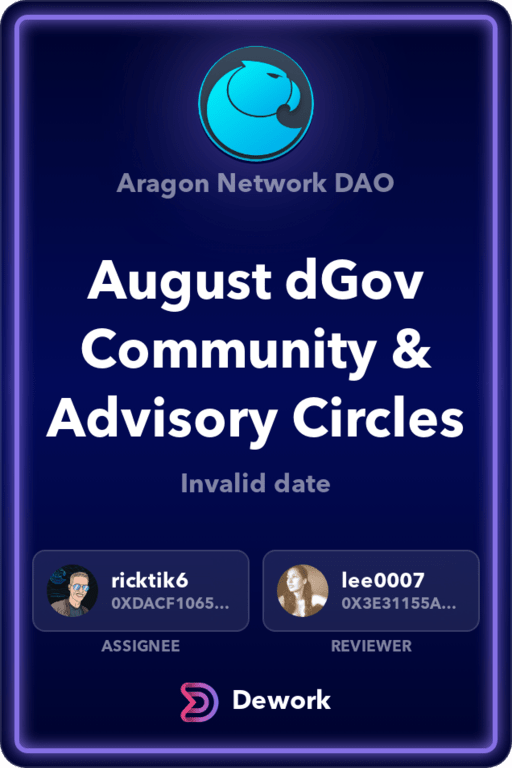 Aragon Network DAO
August dGov
Community &
Advisory Circles
Invalid date
ricktik6
0XDACF1065...
lee0007
0X3E31155A...
ASSIGNEE
REVIEWER
Dework